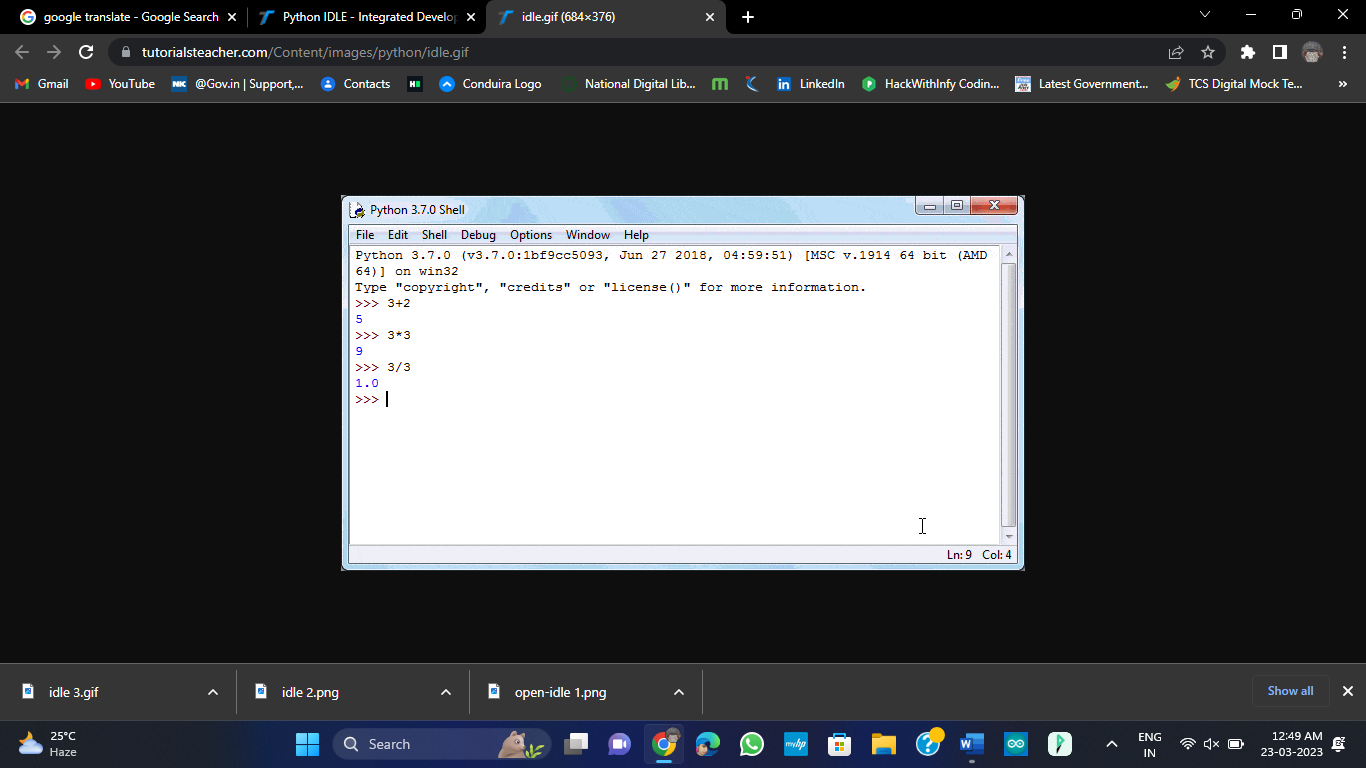 google translate - Google Search
Python IDLE - Integrated Develop
idle.gif (684×376)
tutorialsteacher.com/Content/images/python/idle.gif
Gmail
YouTube
NK
@Gov.in | Support,...
Contacts
Conduira Logo
National Digital Lib...
LinkedIn
HackWithInfy Codin...
Latest Government...
TCS Digital Mock Te...
Python 3.7.0 Shell
File Edit Shell Debug Options Window Help
Python 3.7.0 (v3.7.0:1bf9cc5093, Jun 27 2018, 04:59:51) [MSC v.1914 64 bit (AMD
64)] on win32
Type "copyright", "credits" or "license()" for more information.
>>> 3+2
5
>>> 3*3
9
>>> 3/3
1.0
>>>
Ln: 9 Col: 4
idle 3.gif
idle 2.png
open-idle 1.png
Show all
25°C
Haze
Search
myhp
ENG
IN
12:49 AM
23-03-2023